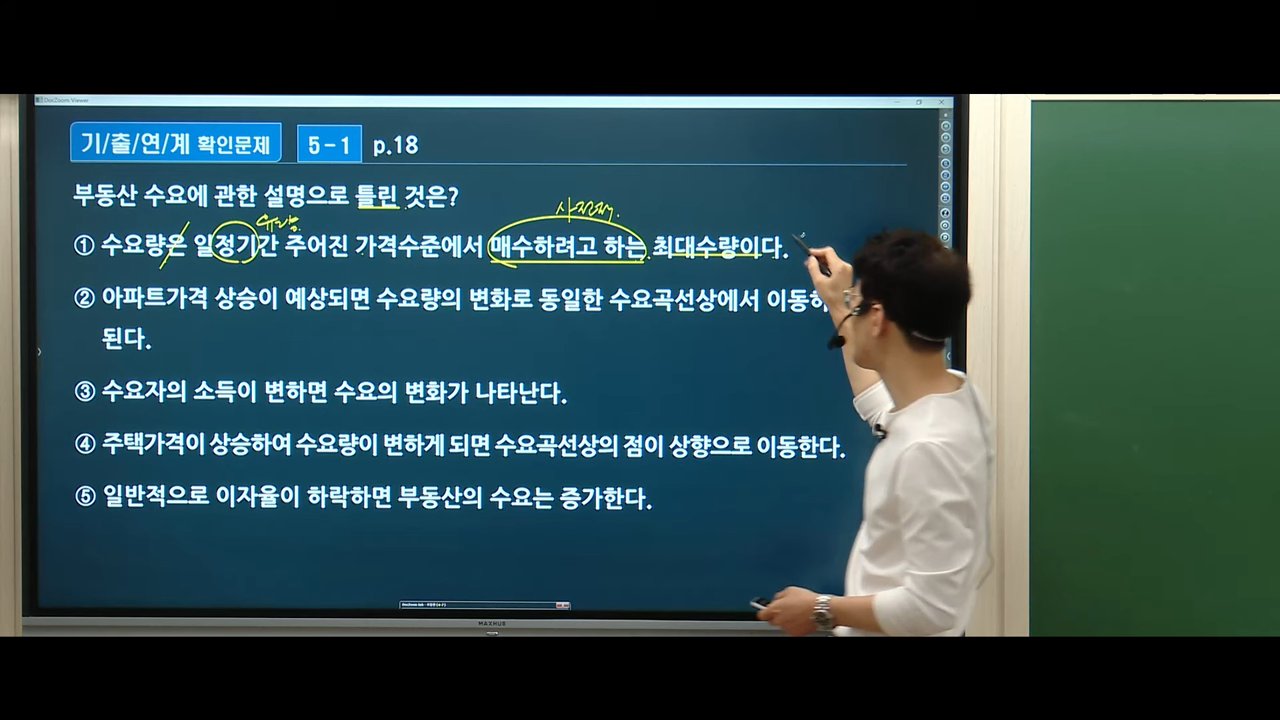 DocZoom Viewer
기/출/연/계 확인문제 5-1 p.18
부동산 수요에 관한 설명으로 틀린 것은?
사전적.
유량.
① 수요량은 일정기간 주어진 가격수준에서 매수하려고 하는 최대수량이다.
② 아파트가격 상승이 예상되면 수요량의 변화로 동일한 수요곡선상에서 이동하
된다.
③ 수요자의 소득이 변하면 수요의 변화가 나타난다.
④ 주택가격이 상승하여 수요량이 변하게 되면 수요곡선상의 점이 상향으로 이동한다.
⑤ 일반적으로 이자율이 하락하면 부동산의 수요는 증가한다.
MAXHUB